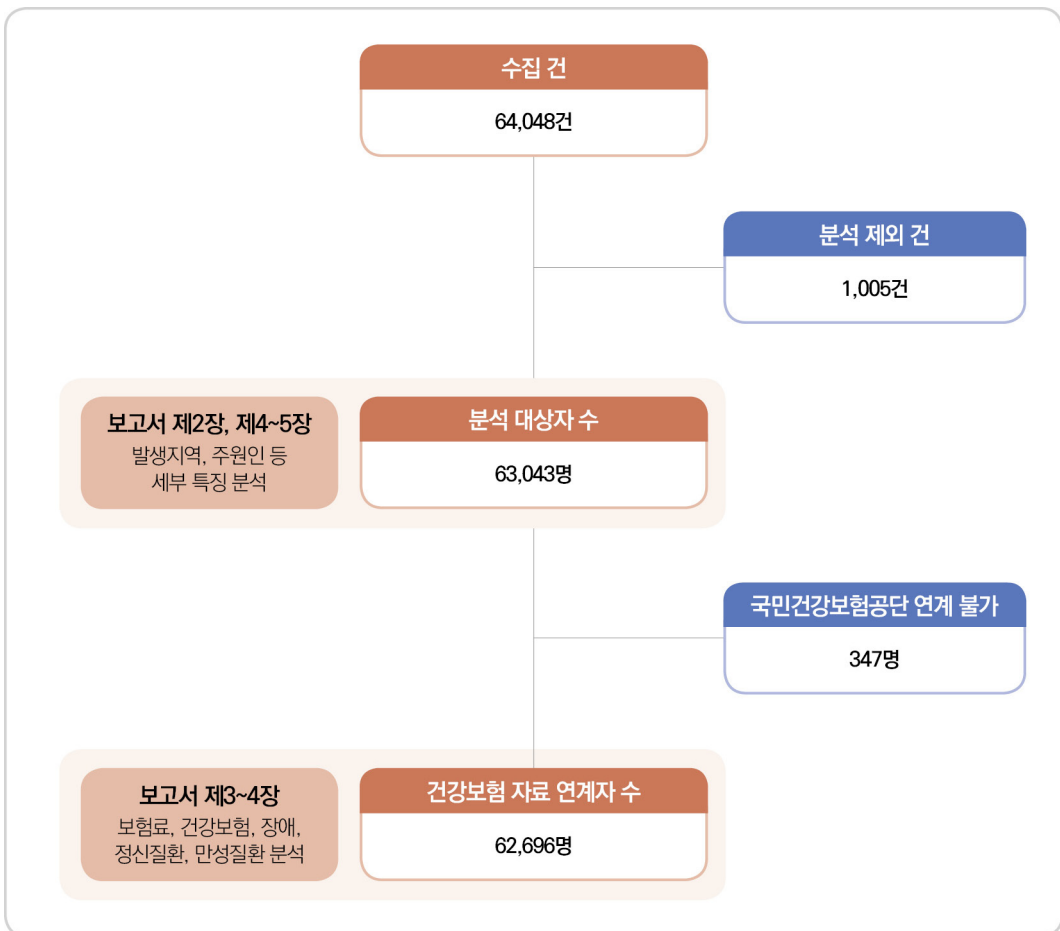 수집 건
64,048건
분석 제외 건
1,005건
보고서 제2장, 제4~5장
발생지역, 주원인 등
세부 특징 분석
분석 대상자 수
63,043명
국민건강보험공단 연계 불가
347명
보고서 제3~4장
보험료, 건강보험, 장애,
정신질환, 만성질환 분석
건강보험 자료 연계자 수
62,696명